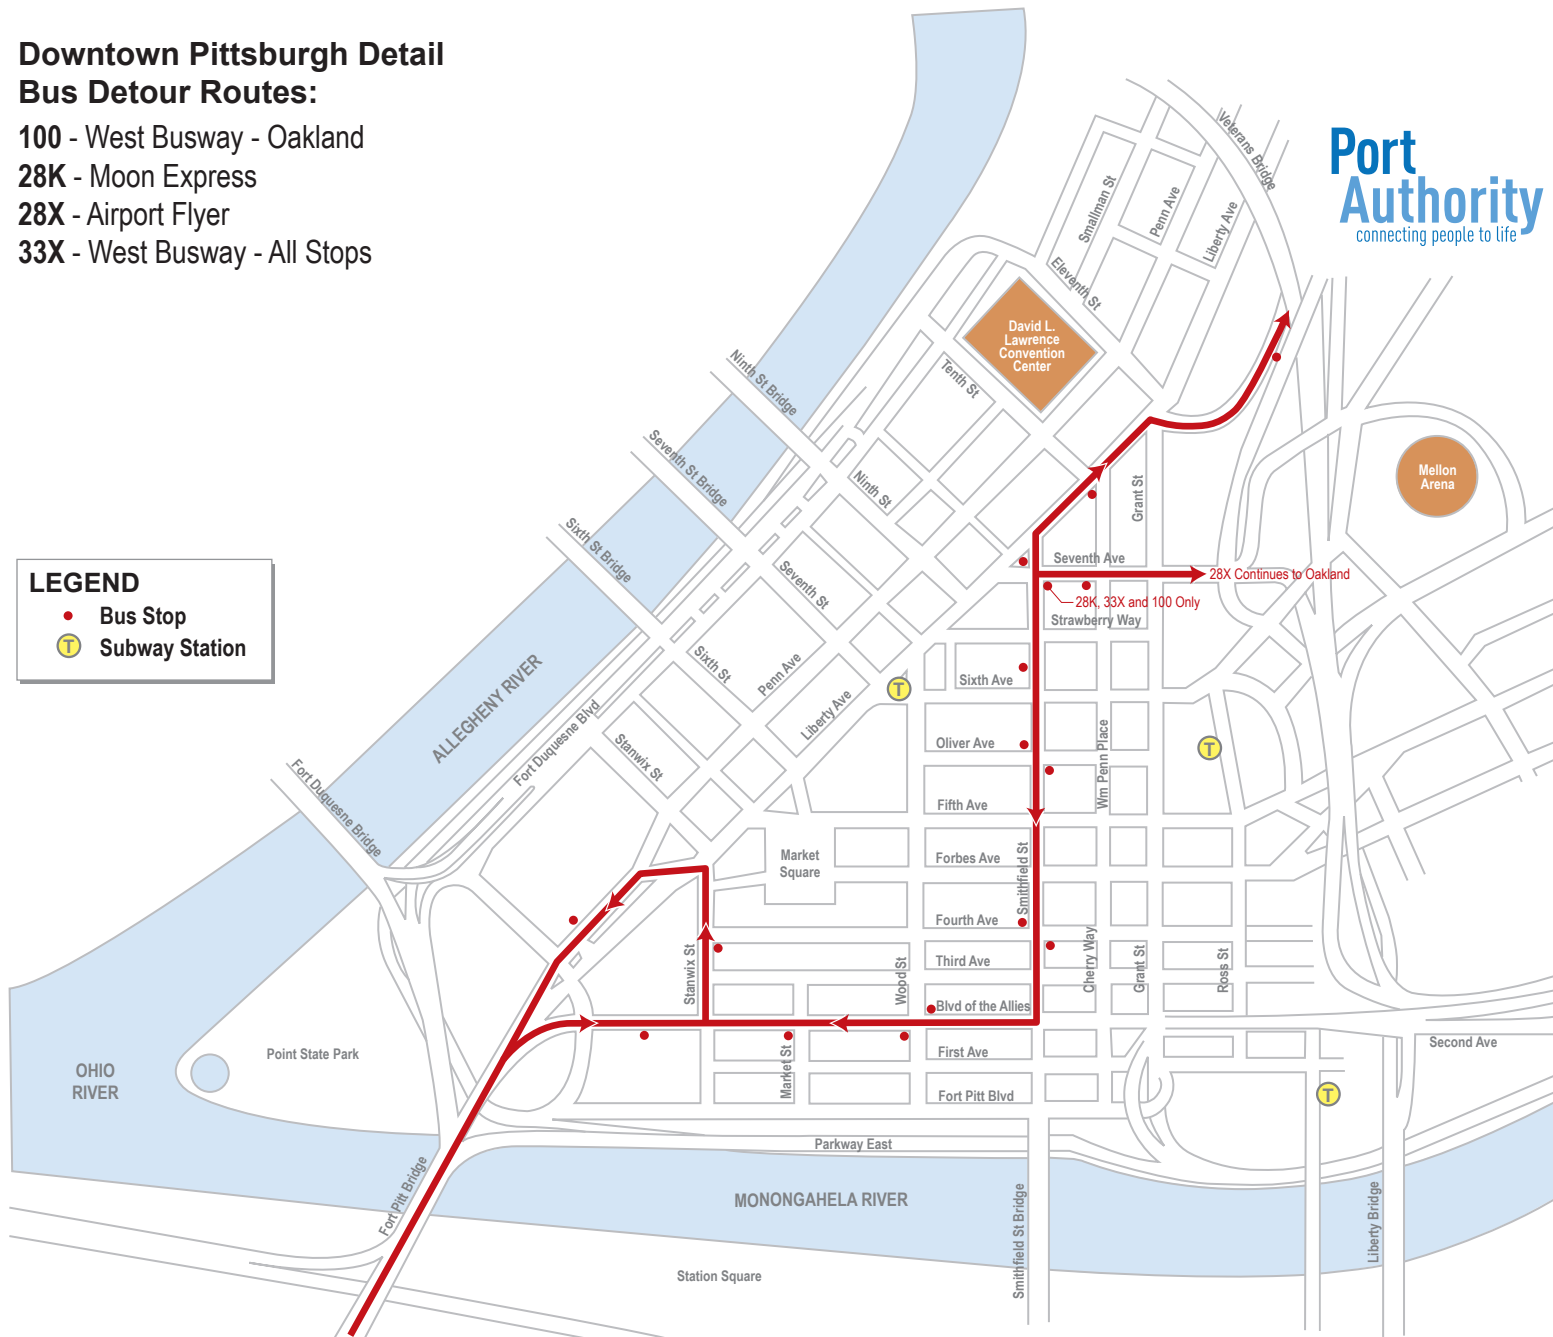 Downtown Pittsburgh Detail
Bus Detour Routes:
100 - West Busway - Oakland
28K - Moon Express
28X - Airport Flyer
33X - West Busway - All Stops
Port
Authority
connecting people to life
Veterans Bridge
Smallman St
Penn Ave
Liberty Ave
Eleventh St
David L.
Lawrence
Convention
Center
Tenth St
Ninth St Bridge
Seventh St Bridge
Sixth St Bridge
Ninth St
Mellon
Arena
Grant St
Seventh Ave
28X Continues to Oakland
28K, 33X and 100 Only
Strawberry Way
LEGEND
Bus Stop
T Subway Station
Seventh St
Sixth St
Penn Ave
Liberty Ave
T
Sixth Ave
ALLEGHENY RIVER
Fort Duquesne Blvd
Stanwix St
Oliver Ave
Wm Penn Place
T
Fort Duquesne Bridge
Fifth Ave
Market
Square
Forbes Ave
Smithfield St
Fourth Ave
Third Ave
Stanwix St
Wood St
Cherry Way
Grant St
Ross St
Blvd of the Allies
Second Ave
Point State Park
OHIO
RIVER
Market St
First Ave
Fort Pitt Blvd
T
Parkway East
Fort Pitt Bridge
MONONGAHELA RIVER
Smithfield St Bridge
Liberty Bridge
Station Square